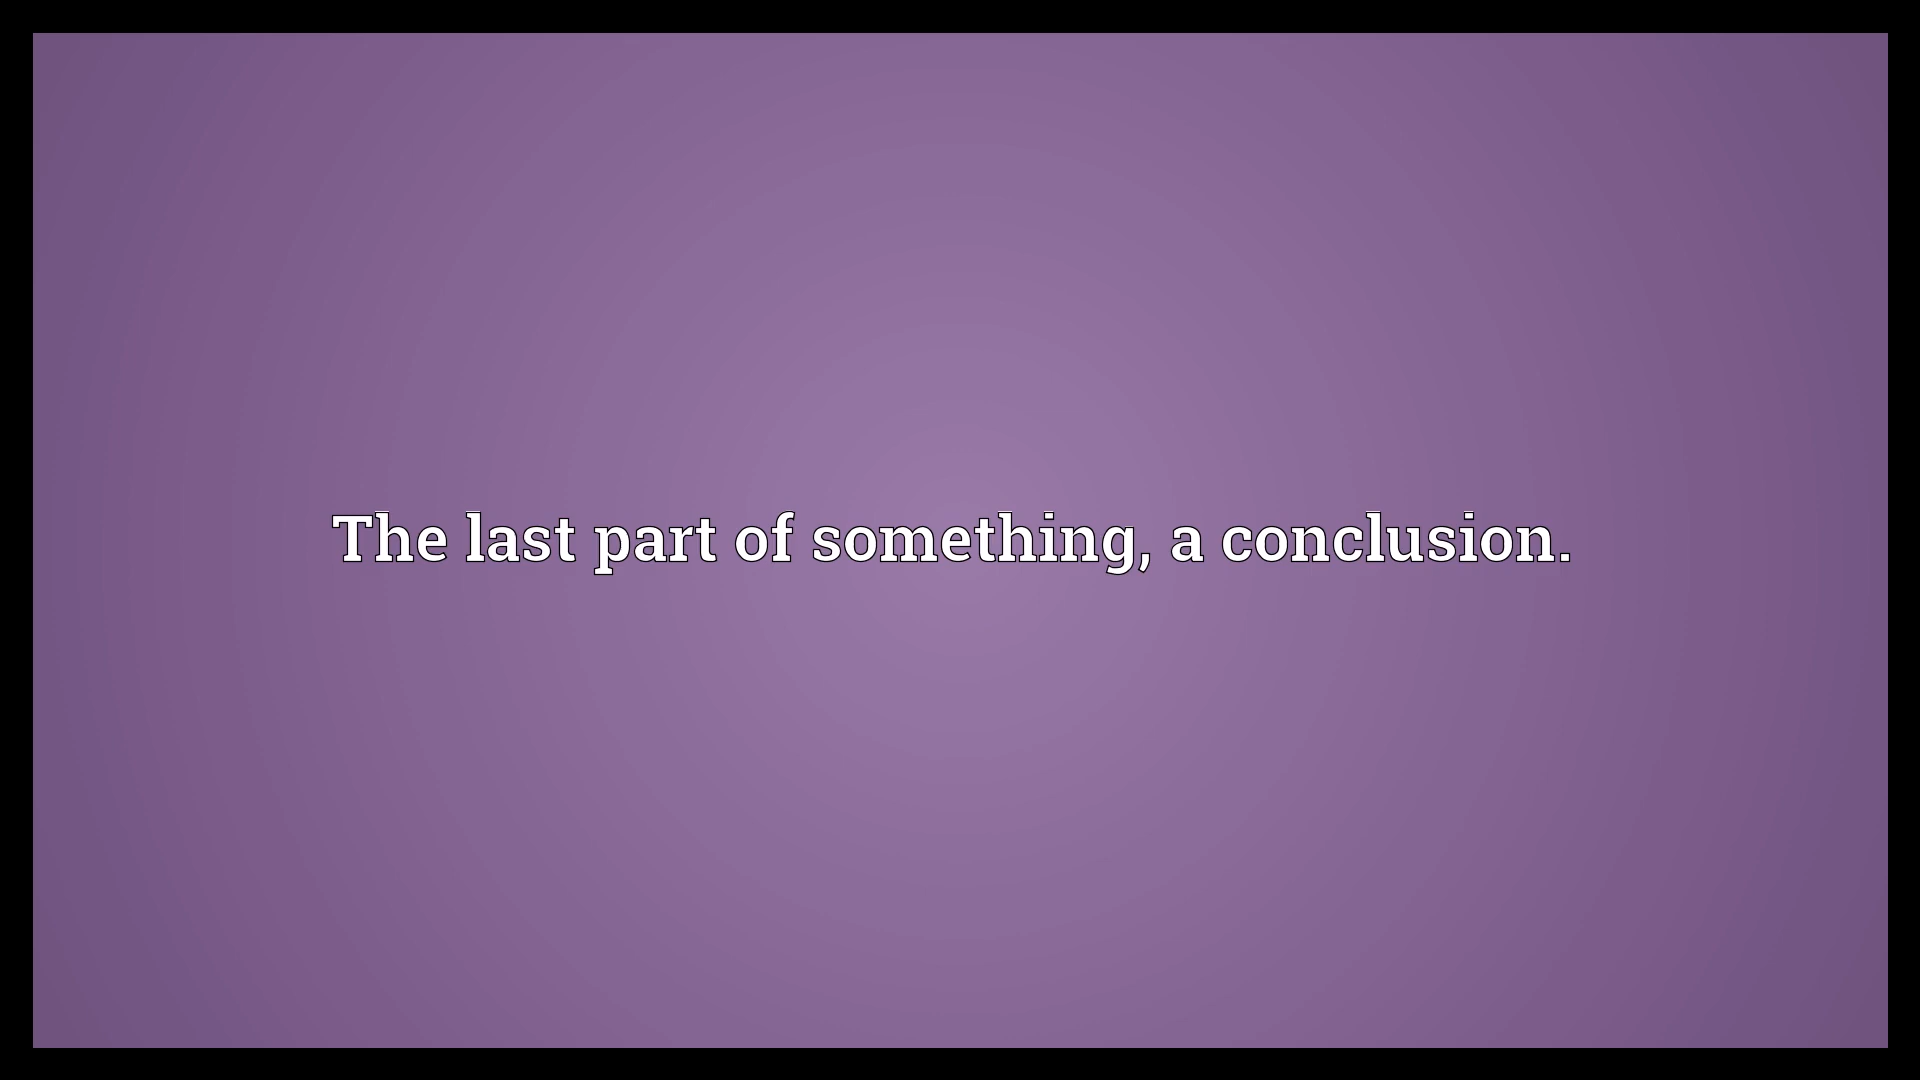 The last part of something, a conclusion.